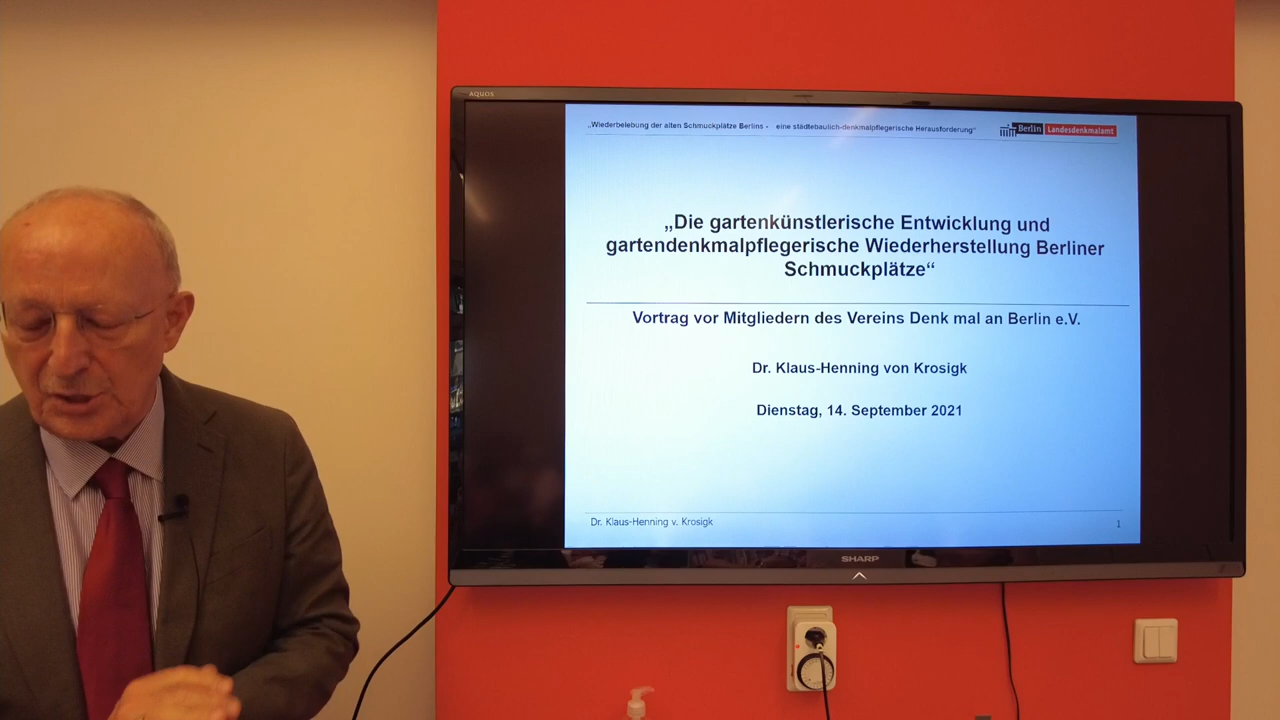 AQUOS
„Wiederbelebung der alten Schmuckplätze Berlins - eine städtebaulich-denkmalpflegerische Herausforderung“
Berlin Landesdenkmalamt
„Die gartenkünstlerische Entwicklung und
gartendenkmalpflegerische Wiederherstellung Berliner
Schmuckplätze“
Vortrag vor Mitgliedern des Vereins Denk mal an Berlin e.V.
Dr. Klaus-Henning von Krosigk
Dienstag, 14. September 2021
Dr. Klaus-Henning v. Krosigk
1
SHARP